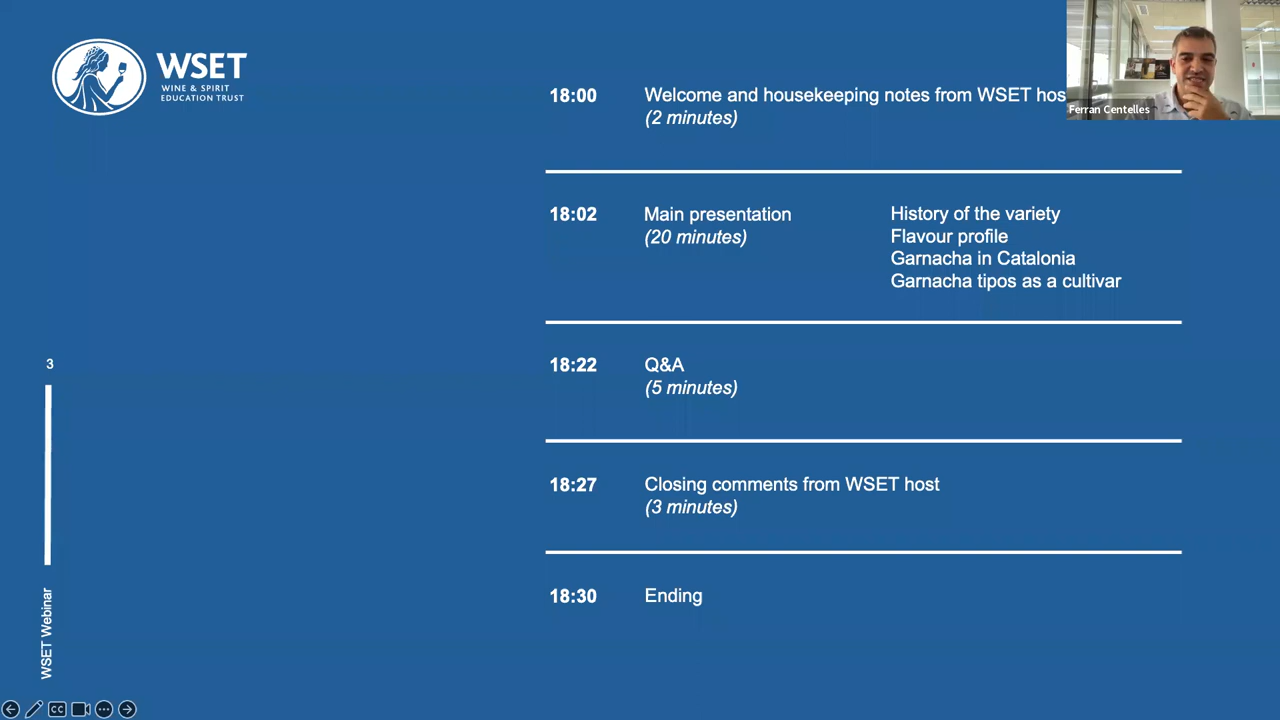 WSET
WINE & SPIRIT
EDUCATION TRUST
18:00 Welcome and housekeeping notes from WSET hos
(2 minutes)
Ferran Centelles
18:02 Main presentation
(20 minutes)
History of the variety
Flavour profile
Garnacha in Catalonia
Garnacha tipos as a cultivar
18:22 Q&A
(5 minutes)
18:27 Closing comments from WSET host
(3 minutes)
18:30 Ending
3
WSET Webinar
CC